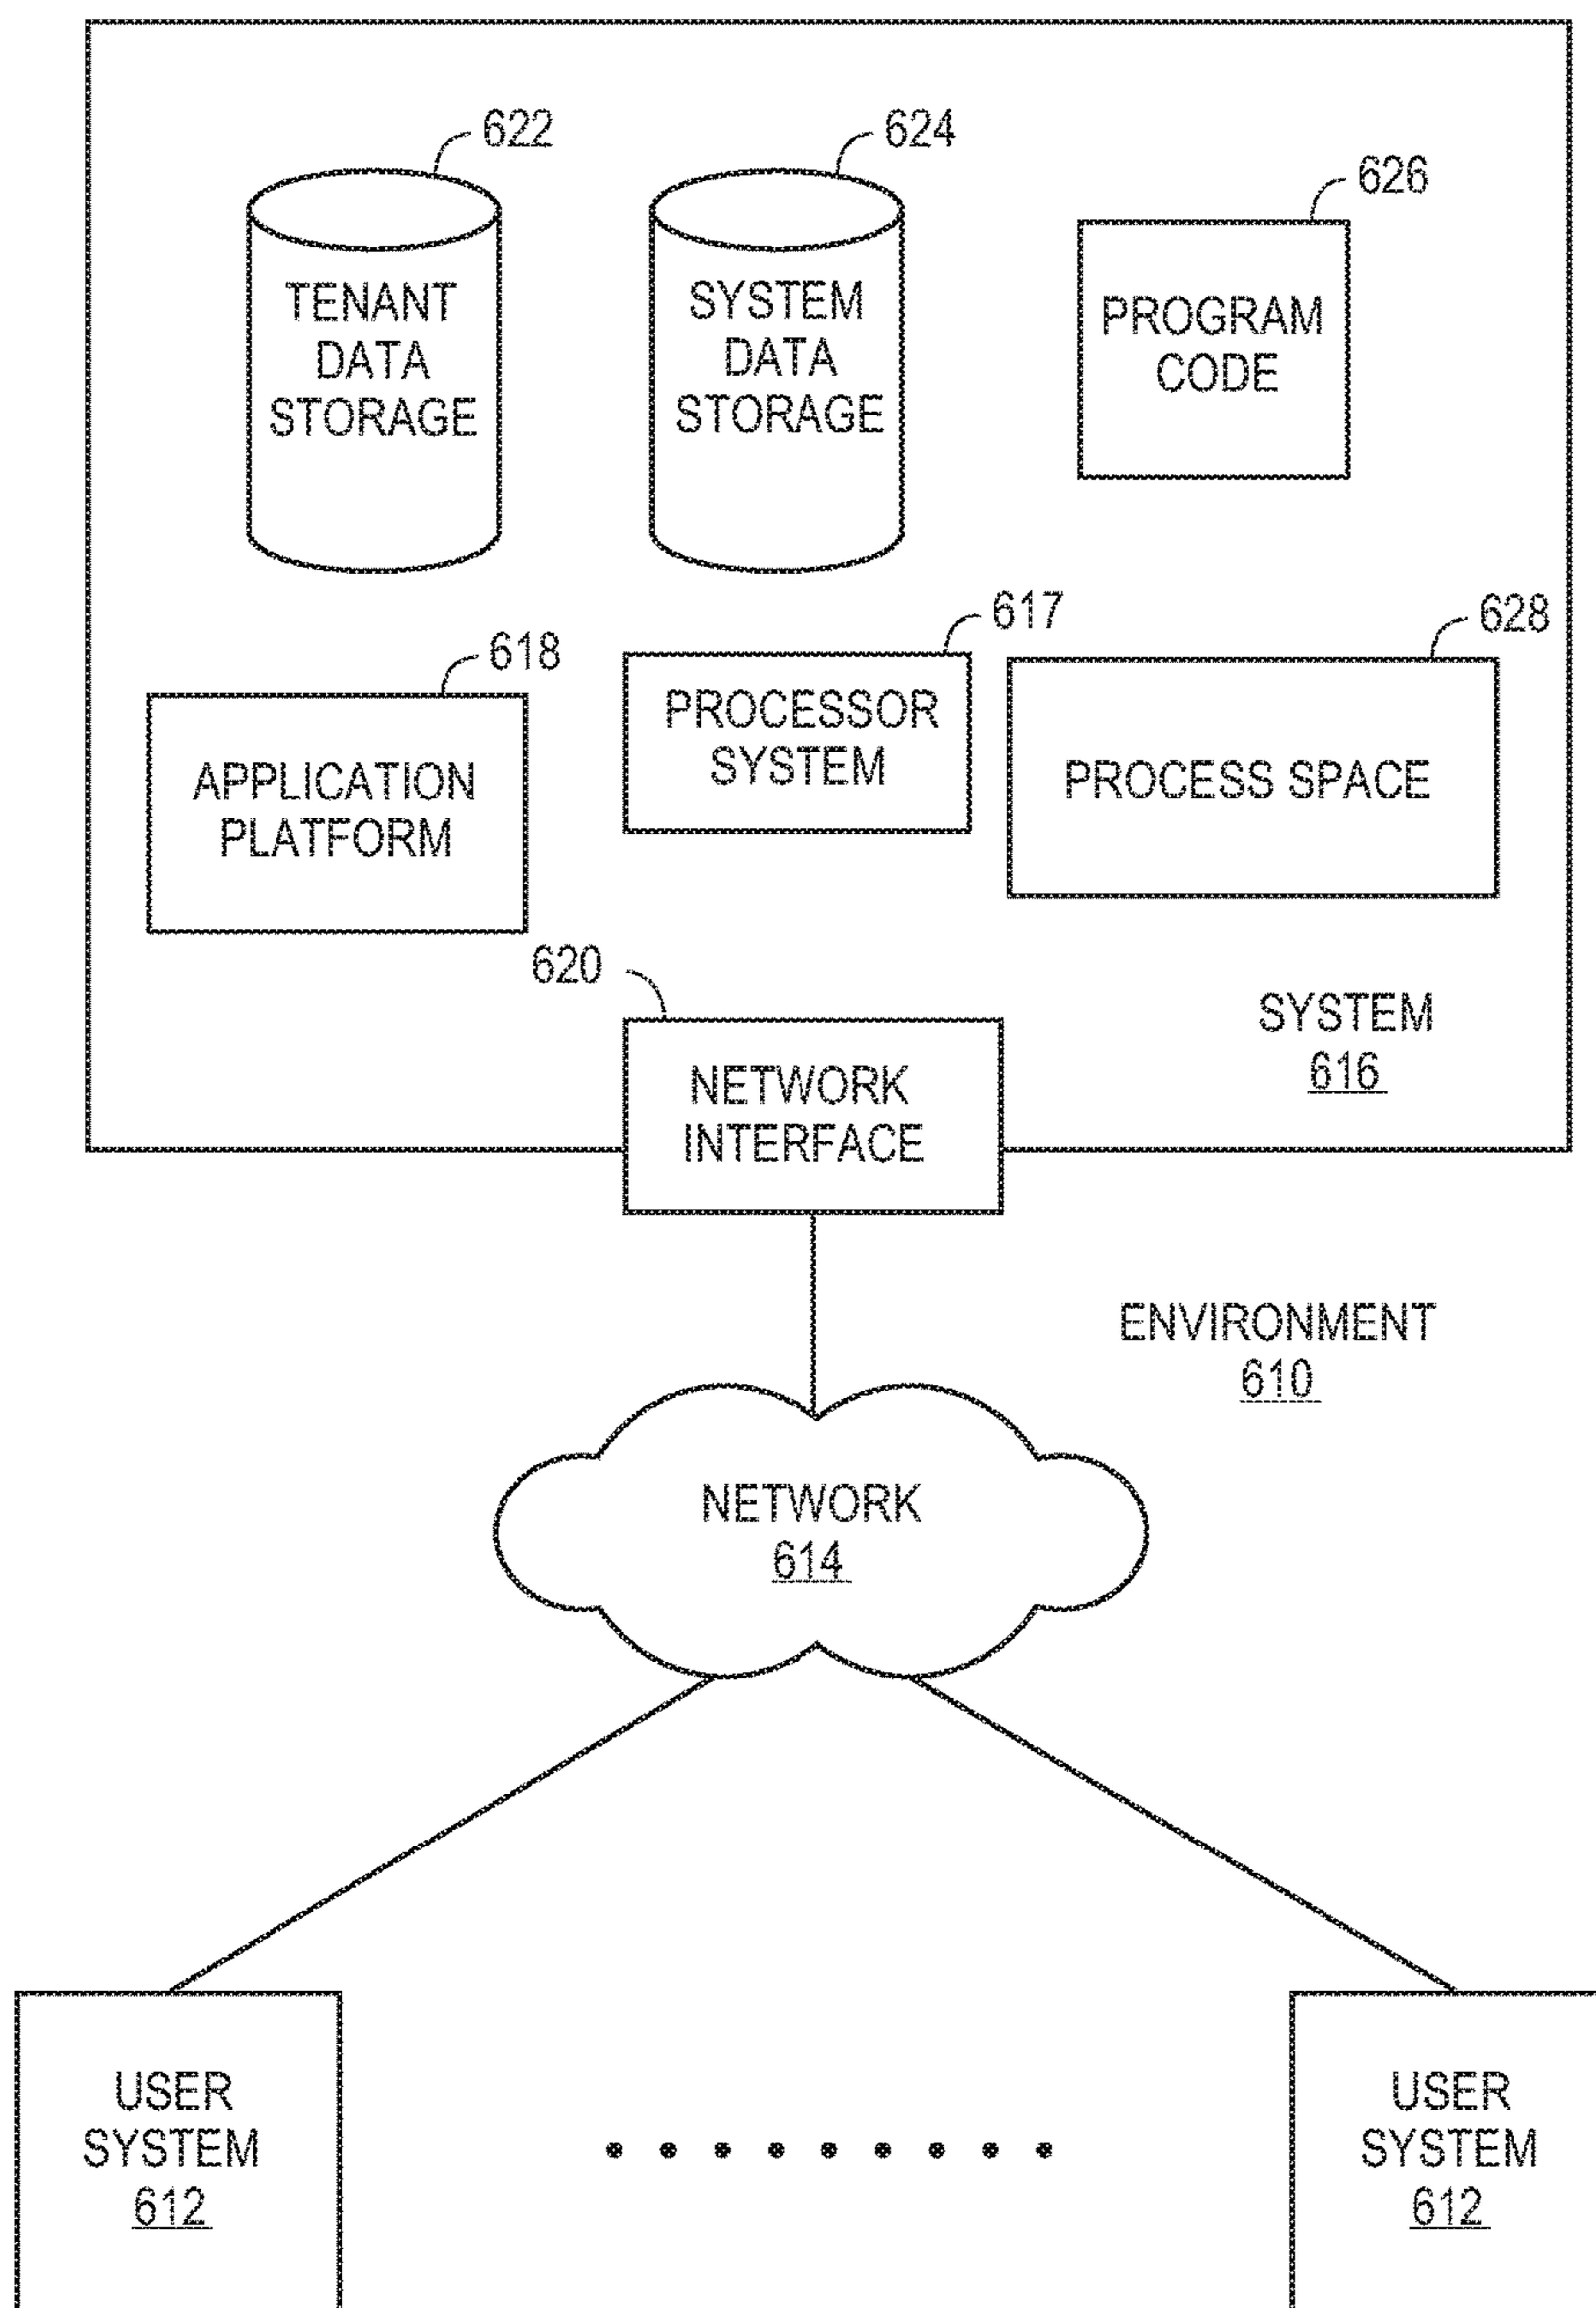 622
624
626
TENANT
DATA
STORAGE
SYSTEM
DATA
STORAGE
PROGRAM
CODE
618
617
628
APPLICATION
PLATFORM
PROCESSOR
SYSTEM
PROCESS SPACE
620
NETWORK
INTERFACE
SYSTEM
616
ENVIRONMENT
610
NETWORK
614
USER
SYSTEM
612
USER
SYSTEM
612